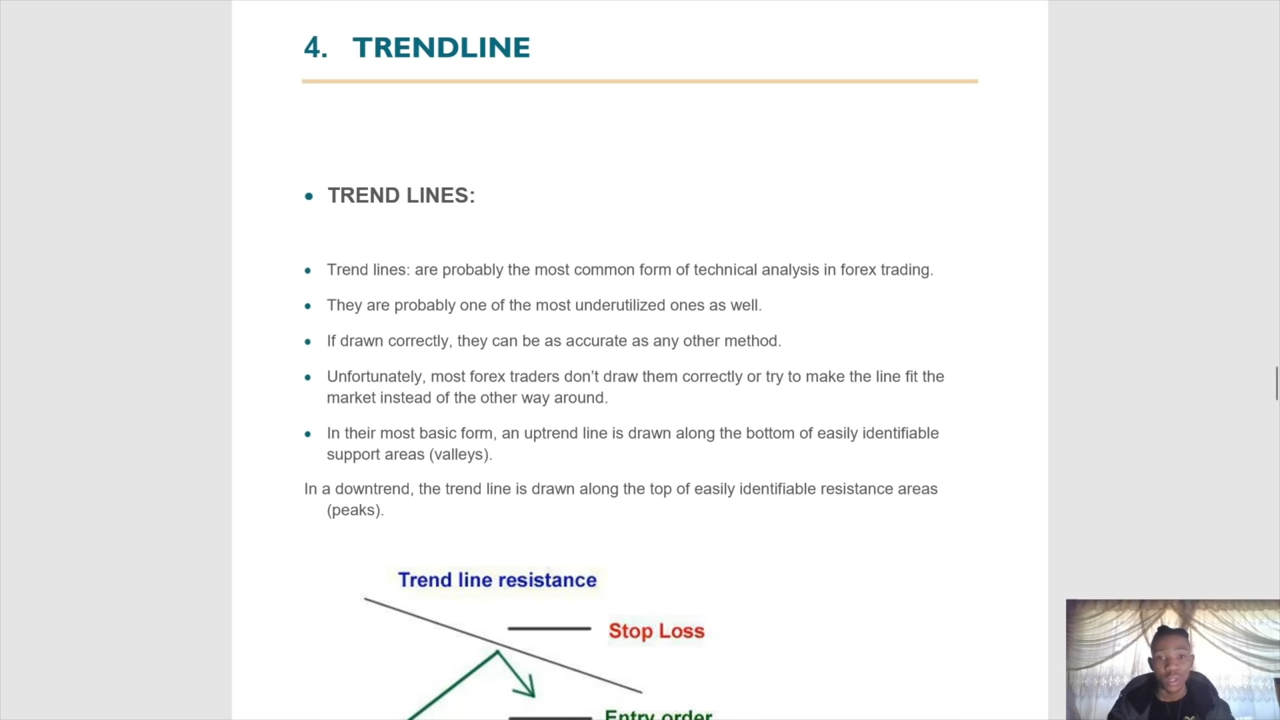 4. TRENDLINE
• TREND LINES:
• Trend lines: are probably the most common form of technical analysis in forex trading.
• They are probably one of the most underutilized ones as well.
• If drawn correctly, they can be as accurate as any other method.
• Unfortunately, most forex traders don’t draw them correctly or try to make the line fit the
market instead of the other way around.
• In their most basic form, an uptrend line is drawn along the bottom of easily identifiable
support areas (valleys).
In a downtrend, the trend line is drawn along the top of easily identifiable resistance areas
(peaks).
Trend line resistance
Stop Loss
Entry order